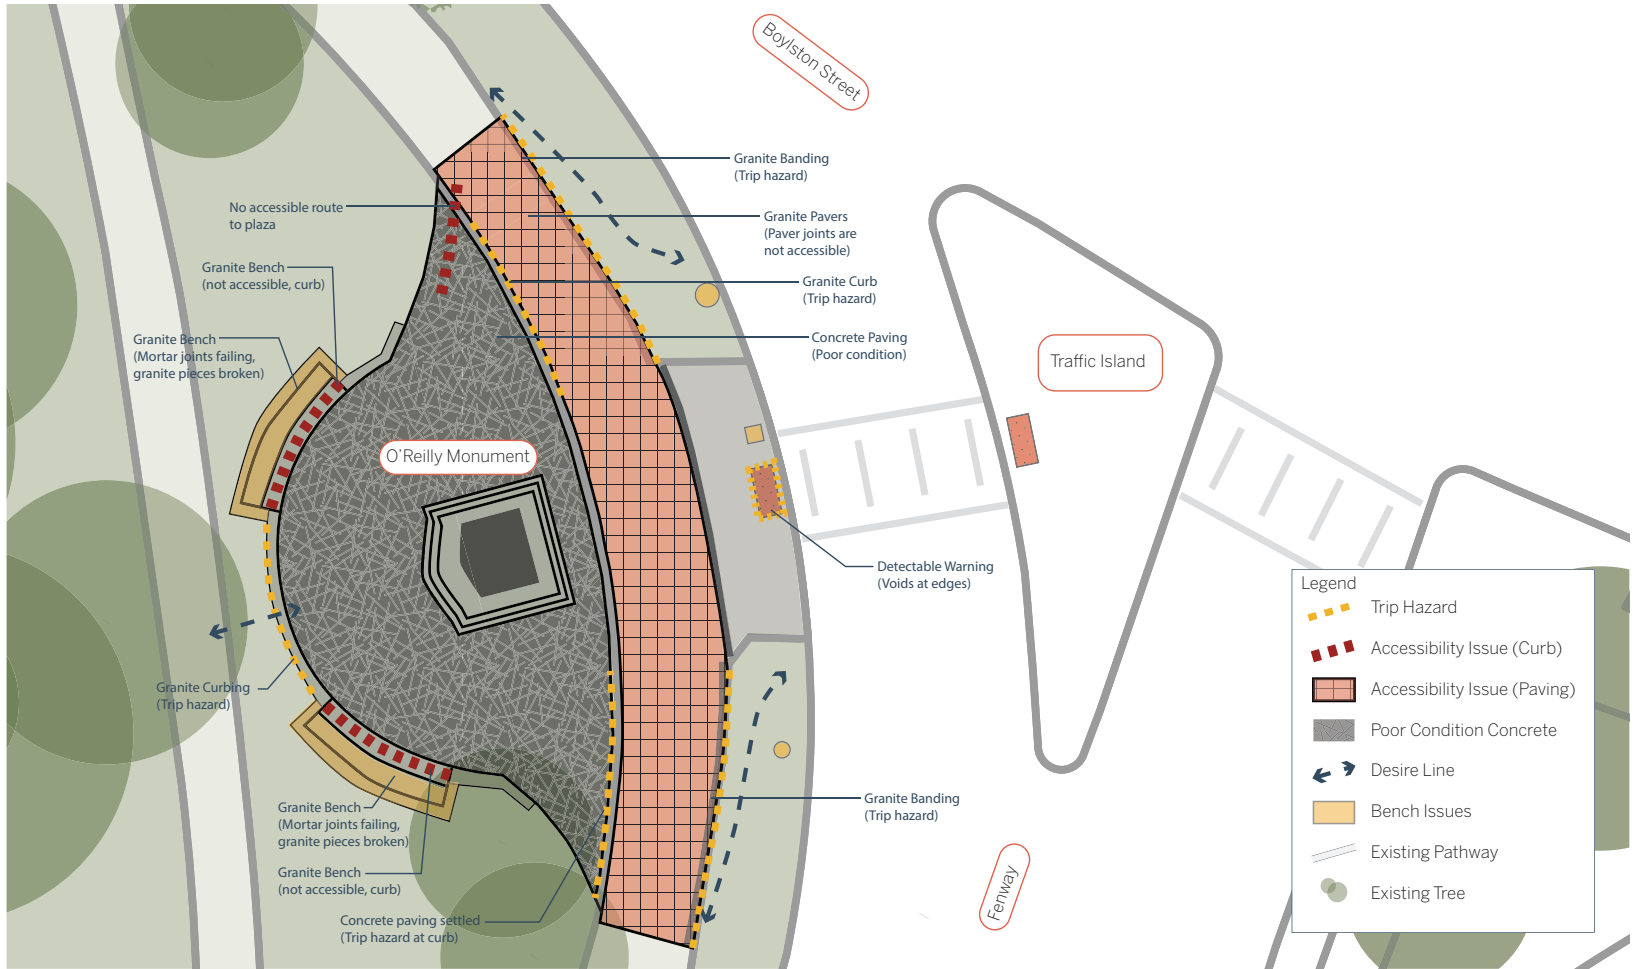 Boylston Street
Granite Banding
(Trip hazard)
No accessible route
to plaza
Granite Pavers
(Paver joints are
not accessible)
Granite Bench
(not accessible, curb)
Granite Curb
(Trip hazard)
Granite Bench
(Mortar joints failing,
granite pieces broken)
Concrete Paving
(Poor condition)
Traffic Island
O'Reilly Monument
Detectable Warning
(Voids at edges)
Granite Curbing
(Trip hazard)
Granite Bench
(Mortar joints failing,
granite pieces broken)
Granite Banding
(Trip hazard)
Granite Bench
(not accessible, curb)
Concrete paving settled
(Trip hazard at curb)
Fenway
Legend
Trip Hazard
Accessibility Issue (Curb)
Accessibility Issue (Paving)
Poor Condition Concrete
Desire Line
Bench Issues
Existing Pathway
Existing Tree